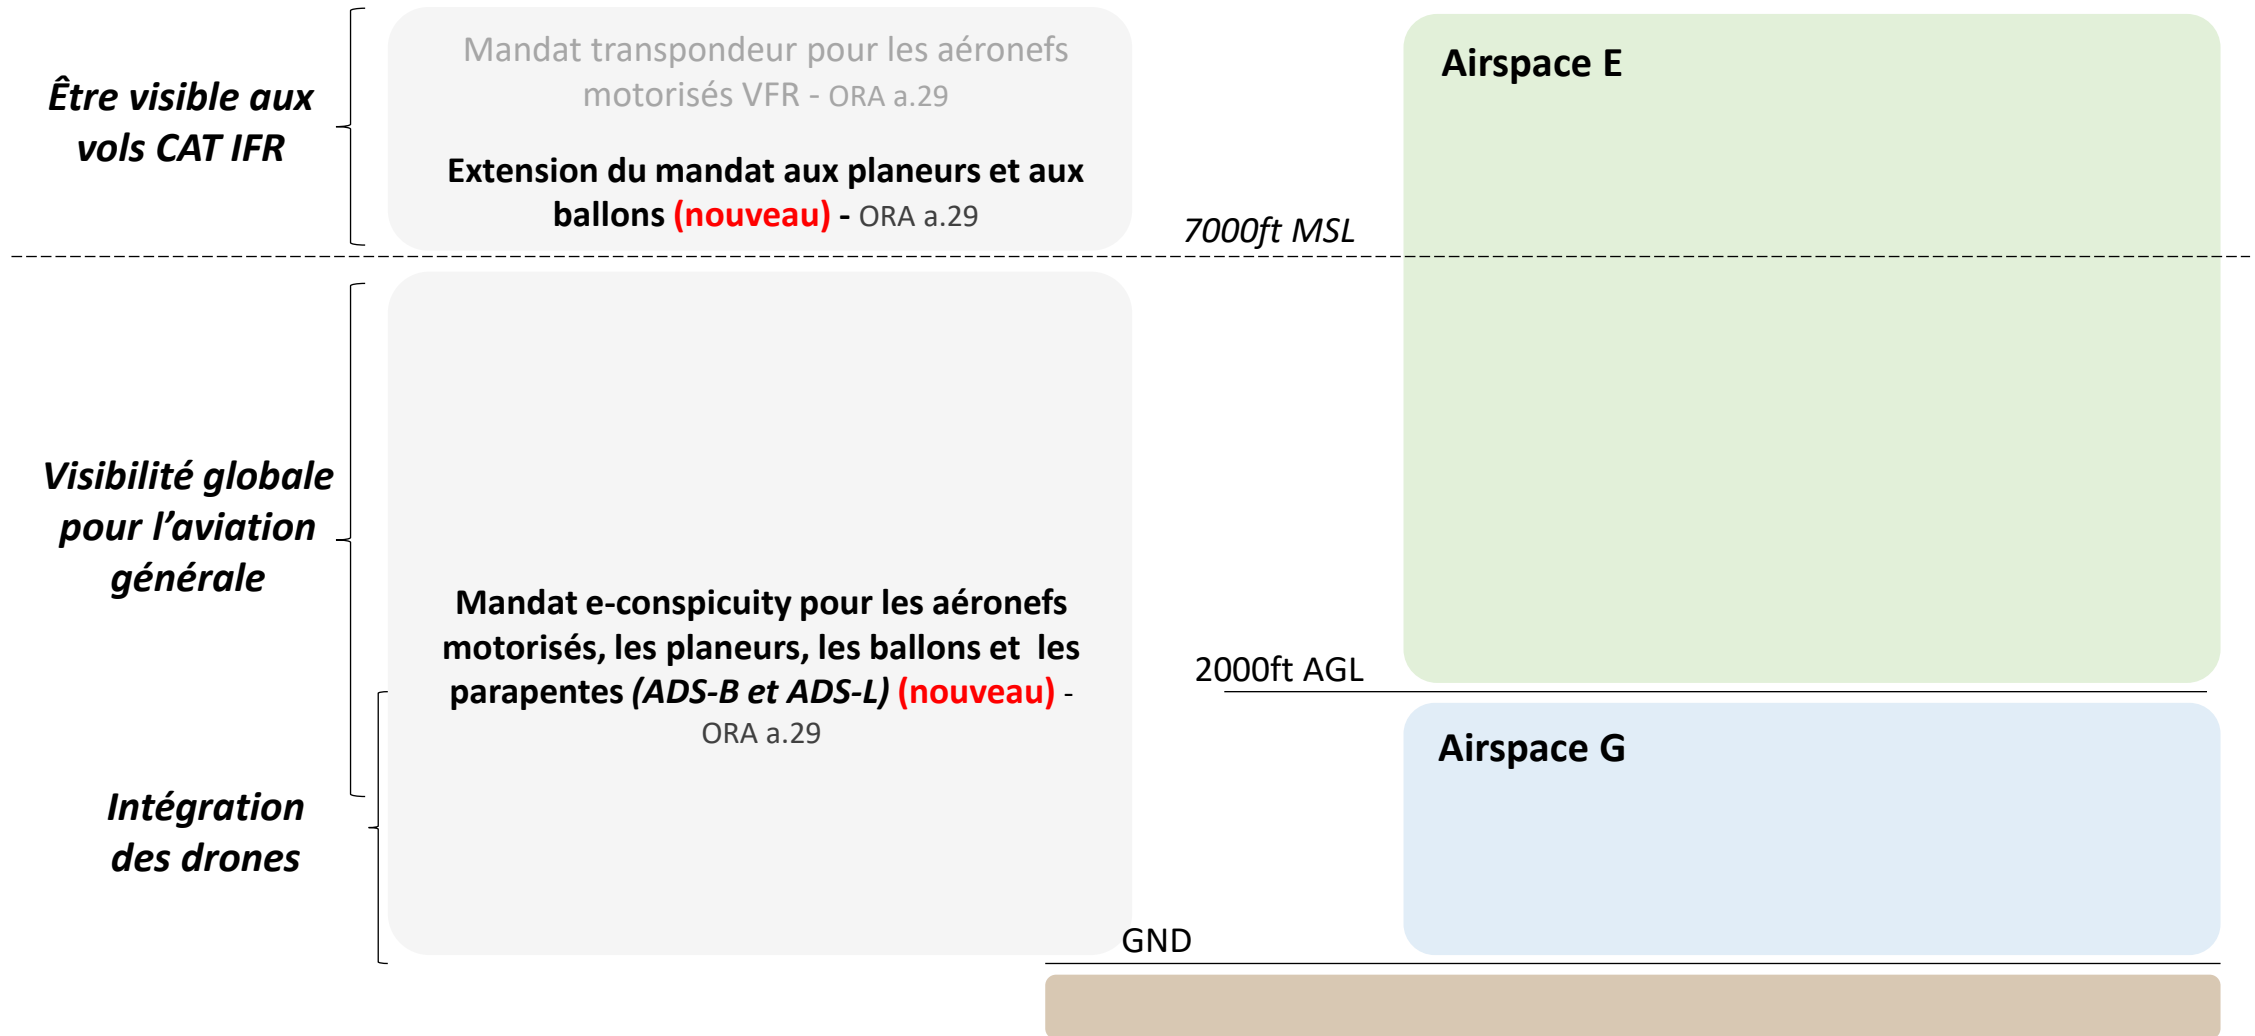 Être visible aux
vols CAT IFR
Mandat transpondeur pour les aéronefs
motorisés VFR - ORA a.29
Extension du mandat aux planeurs et aux
ballons (nouveau) - ORA a.29
Airspace E
7000ft MSL
Visibilité globale
pour l’aviation
générale
Mandat e-conspicuity pour les aéronefs
motorisés, les planeurs, les ballons et les
parapentes (ADS-B et ADS-L) (nouveau) -
ORA a.29
2000ft AGL
Airspace G
Intégration
des drones
GND